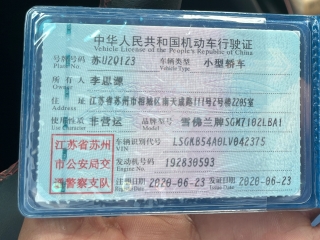 中华人民共和国机动车行驶证
Vehicle License of the People's Republic of China
号牌号码 苏U20123 车辆类型 小型轿车
Plate No. Vehicle Type
所有人 李思源
Owner
住址 江苏省苏州市相城区南天成路111号2号楼2205室
Address
使用性质 非营运 品牌型号 雪佛兰牌SGM7102LBA1
Use Character Model
江苏省苏州市公安局交通警察支队
车辆识别代号 LSGKB54A0LV042375
VIN
发动机号码 192830593
Engine No.
注册日期 2020-06-23 发证日期 2020-06-23
Register Date Issue Date